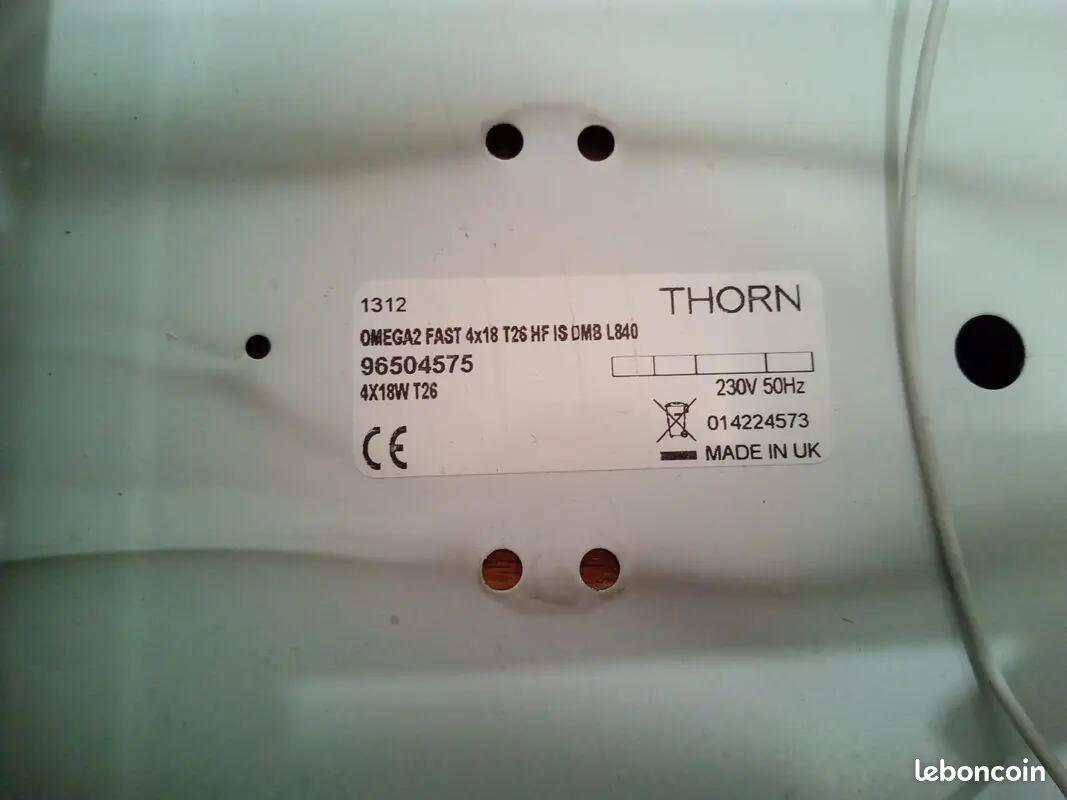 1312
THORN
OMEGA2 FAST 4x18 T26 HF IS DMB L840
96504575
4X18W T26
230V 50Hz
014224573
CE
MADE IN UK
leboncoin